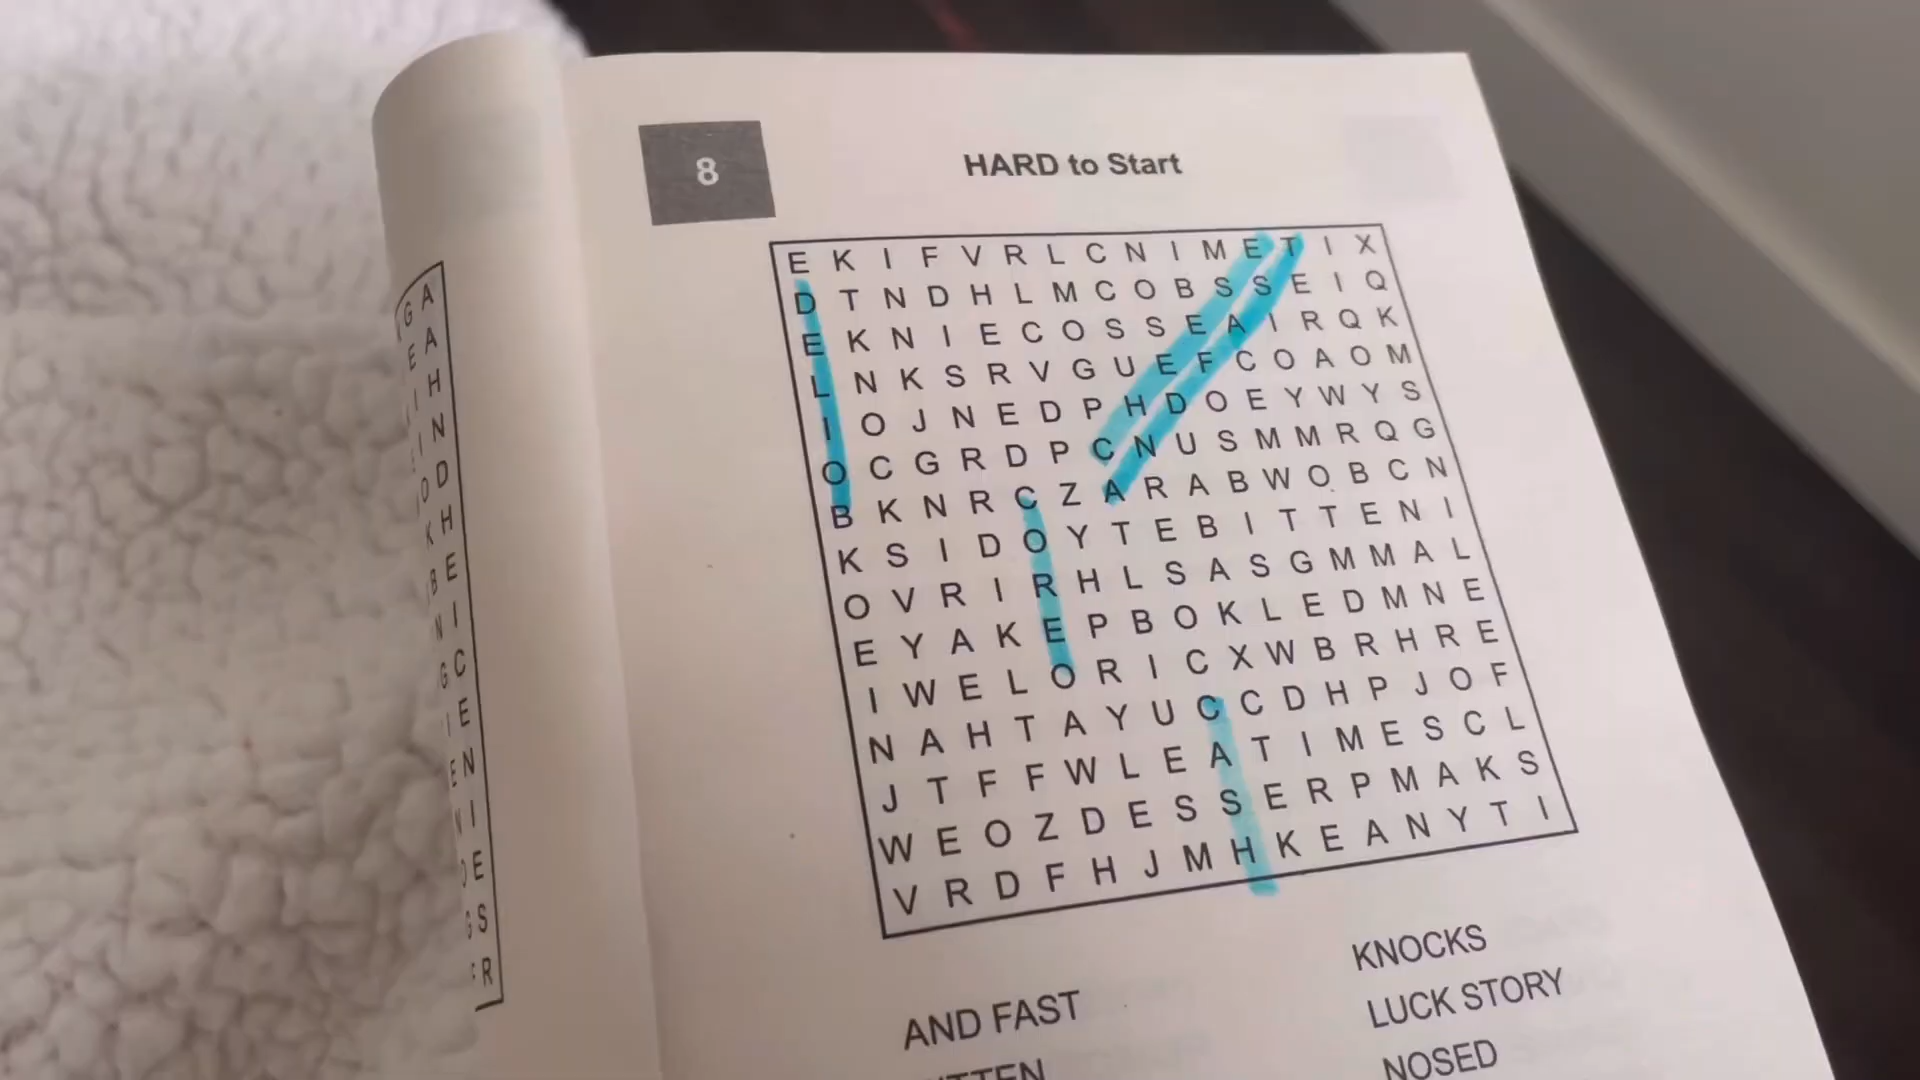 8
HARD to Start
E K I F V R L C N I M E T I X
D T N D H L M C O B S S E I Q
E K N I E C O S S E A I R Q K
L N K S R V G U E F C O A O M
I O J N E D P H D O E Y W Y S
O C G R D P C N U S M M R Q G
B K N R C Z A R A B W O B C N
K S I D O Y T E B I T T E N I
O V R I R H L S A S G M M A L
E Y A K E P B O K L E D M N E
I W E L O R I C X W B R H R E
N A H T A Y U C C D H P J O F
J T F F W L E A T I M E S C L
W E O Z D E S S S E R P M A K S
V R D F H J M H K E A N Y T I
AND FAST
KNOCKS
LUCK STORY
NOSED